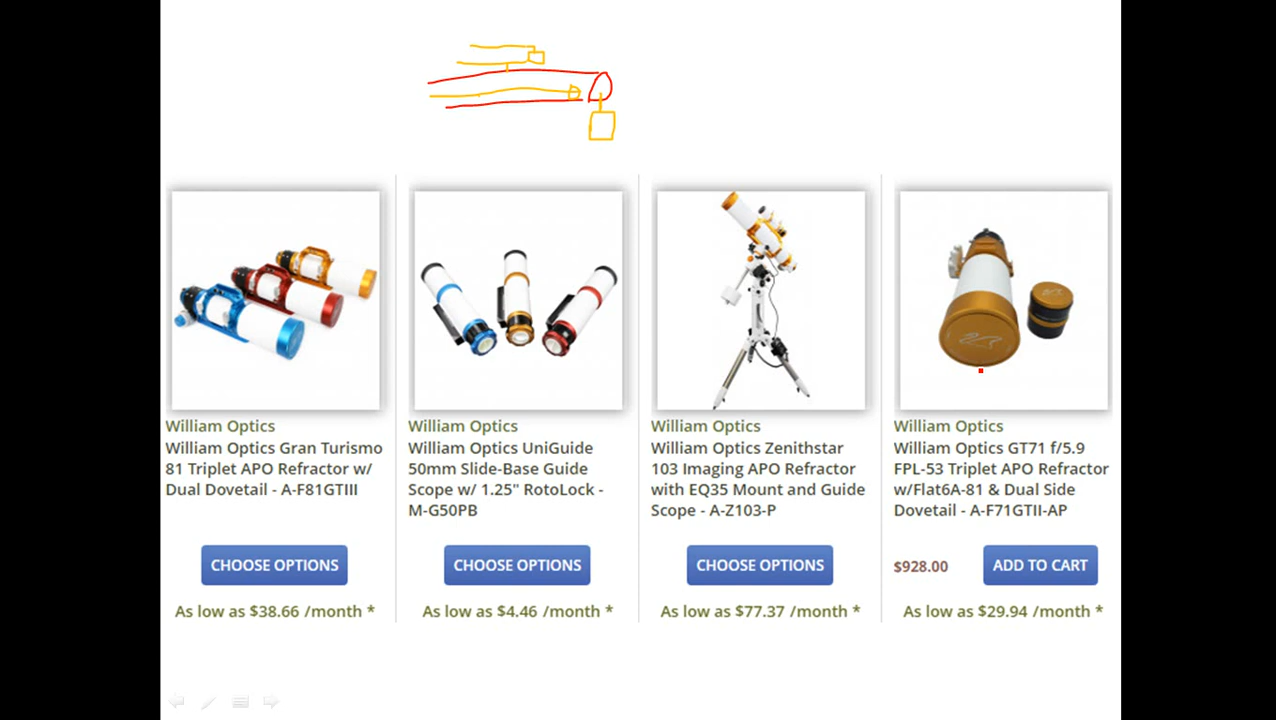 William Optics
William Optics Gran Turismo
81 Triplet APO Refractor w/
Dual Dovetail - A-F81GTIII
CHOOSE OPTIONS
As low as $38.66 /month *
William Optics
William Optics UniGuide
50mm Slide-Base Guide
Scope w/ 1.25" RotoLock -
M-G50PB
CHOOSE OPTIONS
As low as $4.46 /month *
William Optics
William Optics Zenithstar
103 Imaging APO Refractor
with EQ35 Mount and Guide
Scope - A-Z103-P
CHOOSE OPTIONS
As low as $77.37 /month *
William Optics
William Optics GT71 f/5.9
FPL-53 Triplet APO Refractor
w/Flat6A-81 & Dual Side
Dovetail - A-F71GTII-AP
$928.00
ADD TO CART
As low as $29.94 /month *